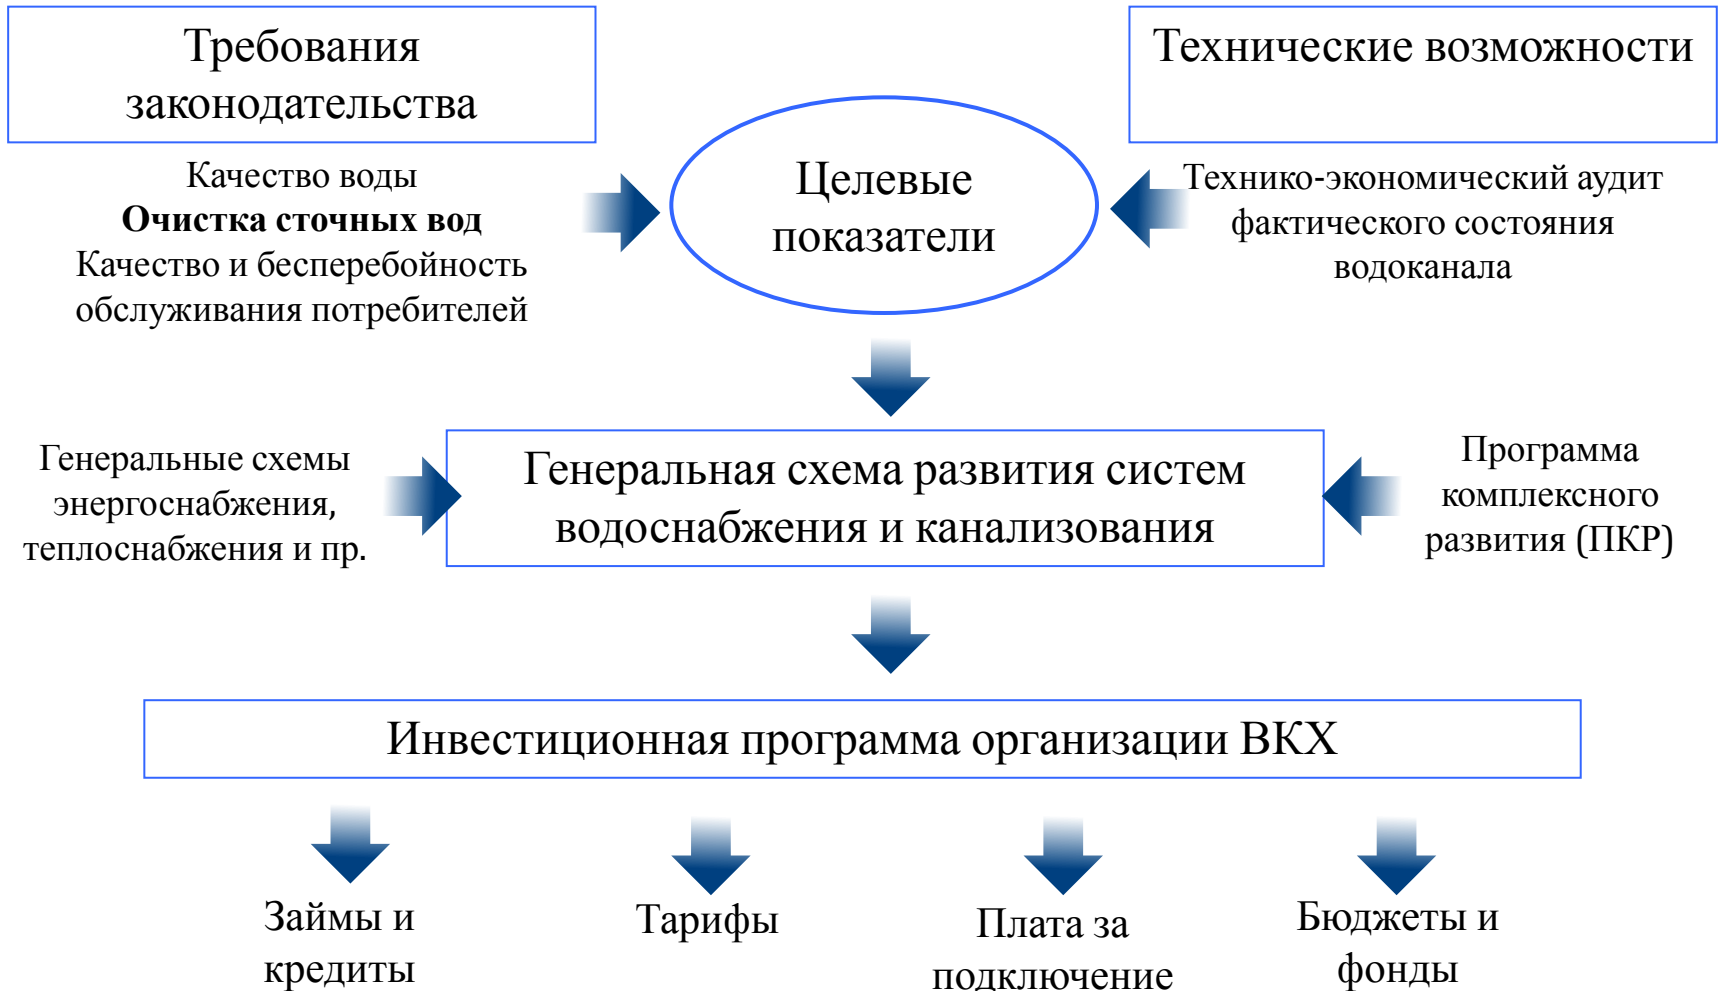 Требования
законодательства
Технические возможности
Качество воды
Очистка сточных вод
Качество и бесперебойность
обслуживания потребителей
Целевые
показатели
Технико-экономический аудит
фактического состояния
водоканала
Генеральные схемы
энергоснабжения,
теплоснабжения и пр.
Генеральная схема развития систем
водоснабжения и канализования
Программа
комплексного
развития (ПКР)
Инвестиционная программа организации ВКХ
Займы и
кредиты
Тарифы
Плата за
подключение
Бюджеты и
фонды